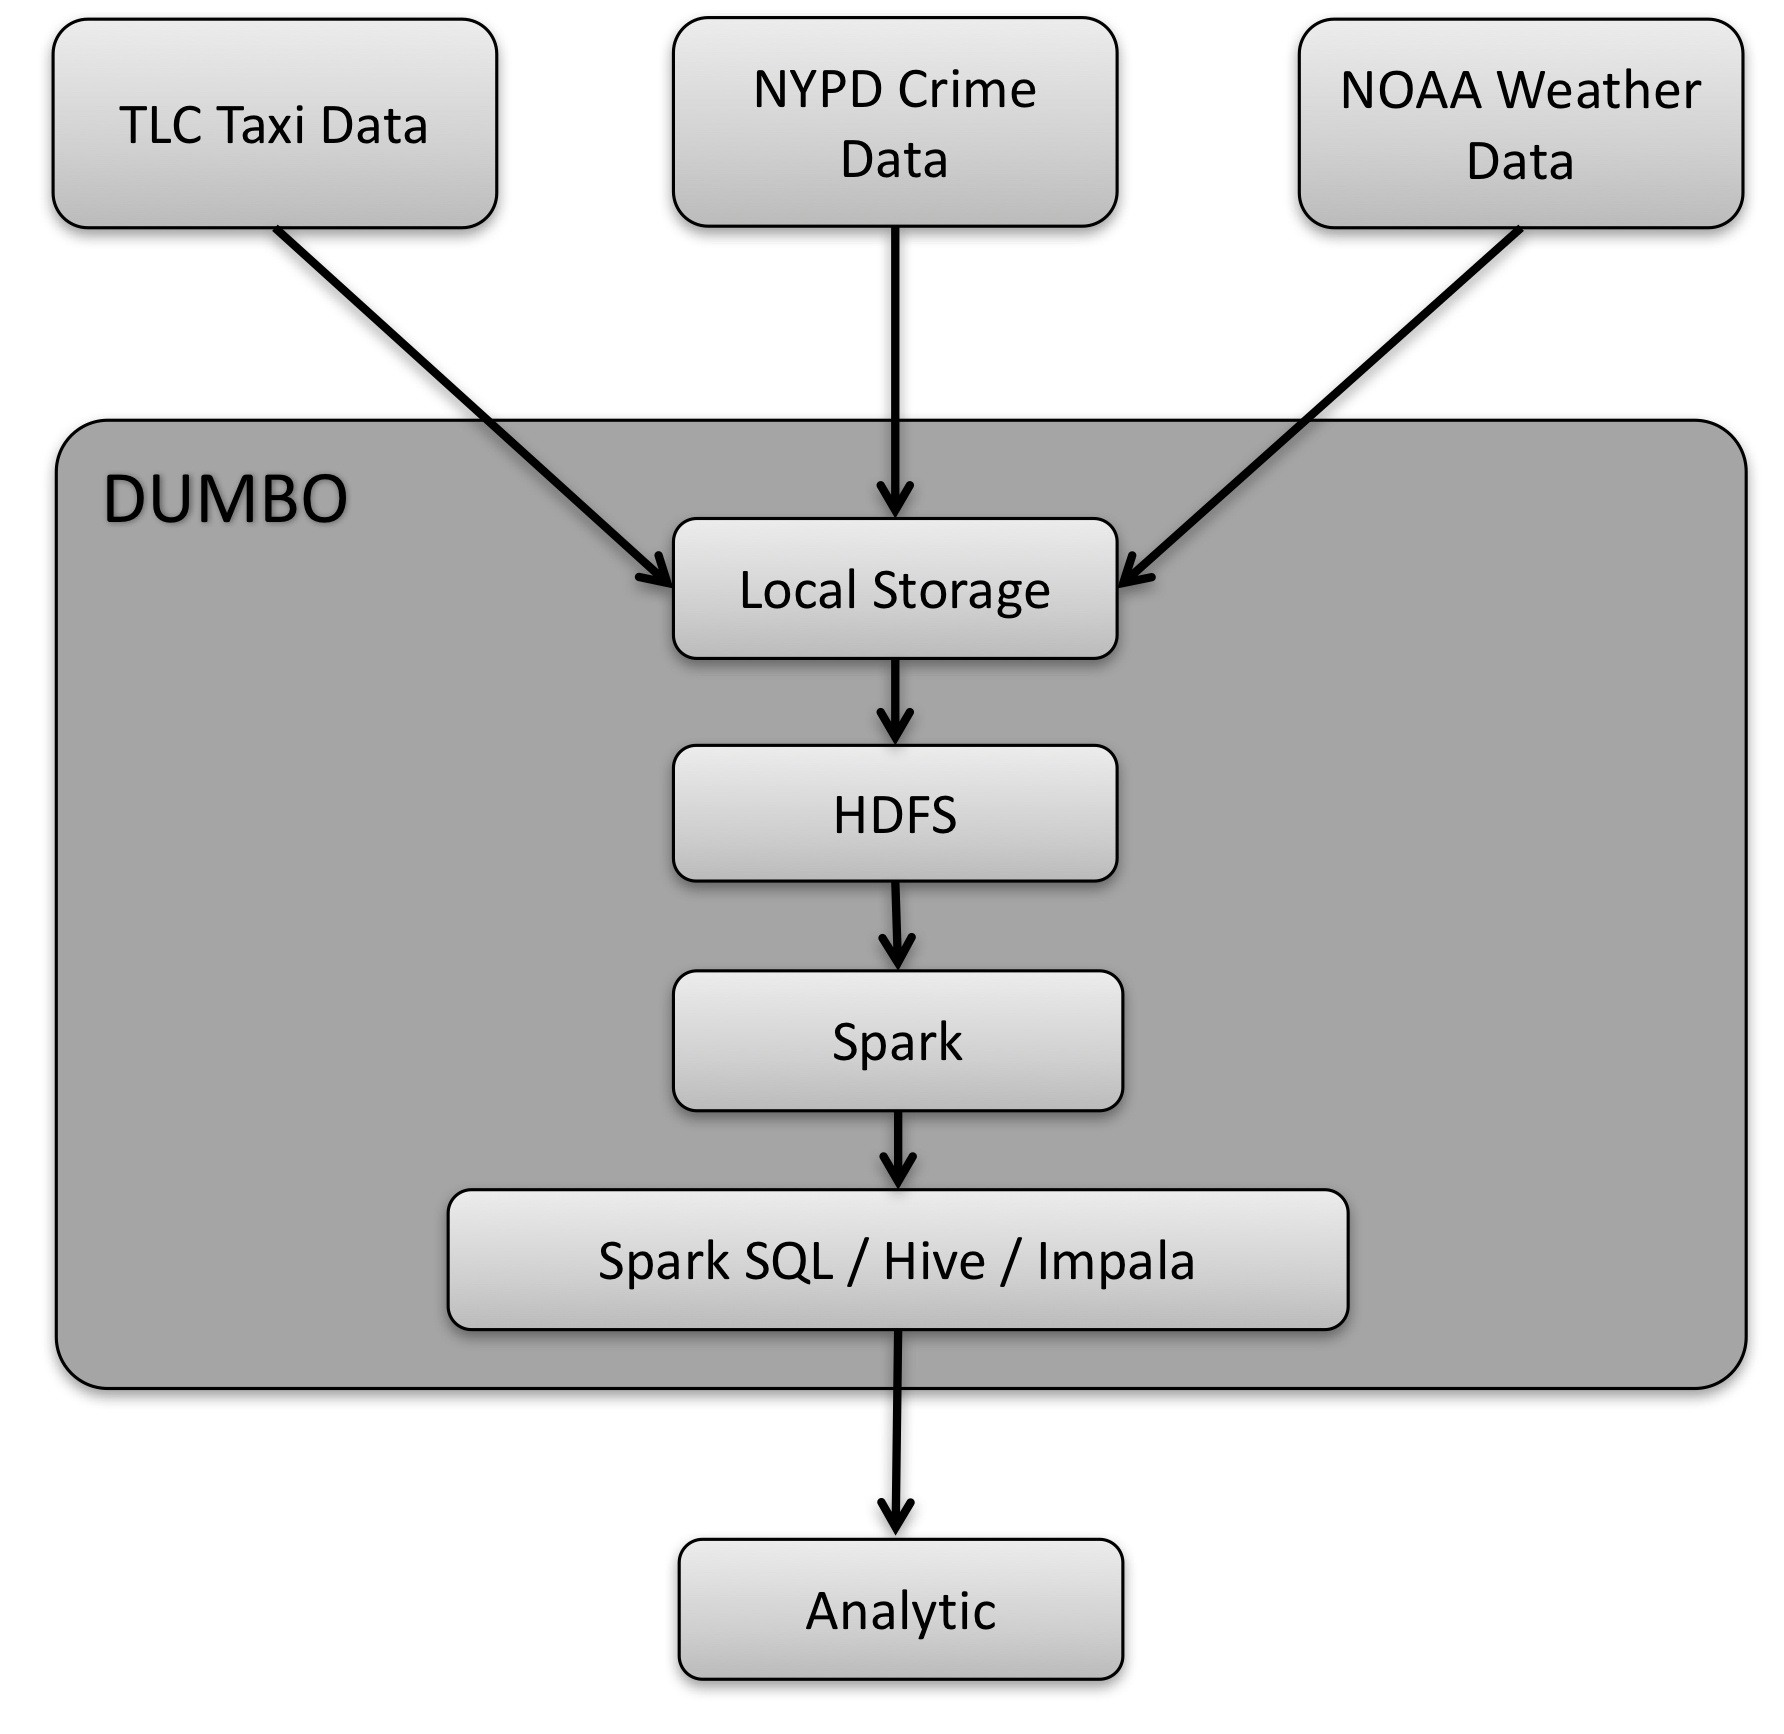 TLC Taxi Data
NYPD Crime
Data
NOAA Weather
Data
DUMBO
Local Storage
HDFS
Spark
Spark SQL / Hive / Impala
Analytic